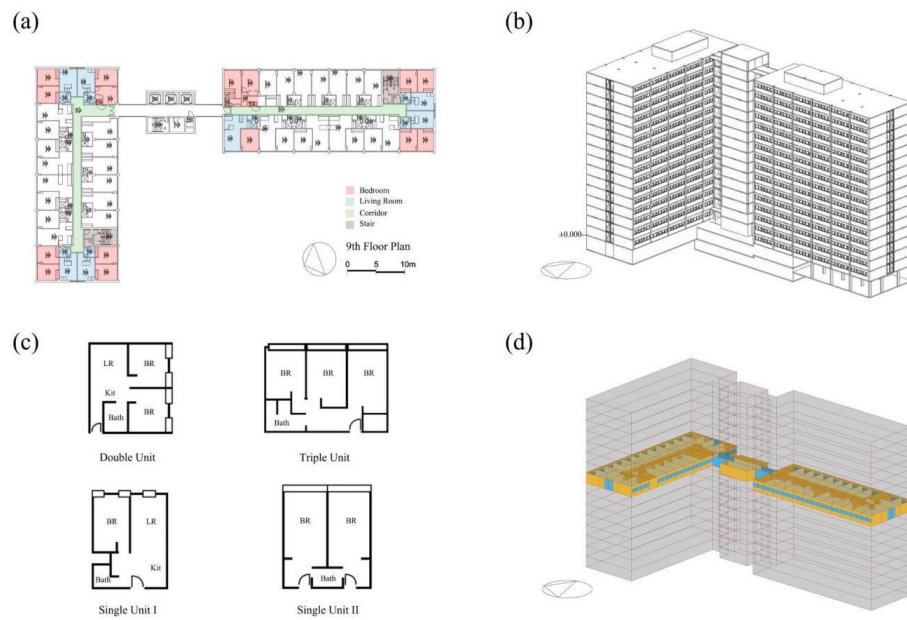 (a)
Bedroom
Living Room
Corridor
Stair
9th Floor Plan
0 5 10m
(b)
±0.000
(c)
LR
BR
Kit
Bath
BR
Double Unit
BR
BR
BR
Bath
Triple Unit
BR
LR
Bath
Kit
Single Unit I
BR
BR
Bath
Single Unit II
(d)